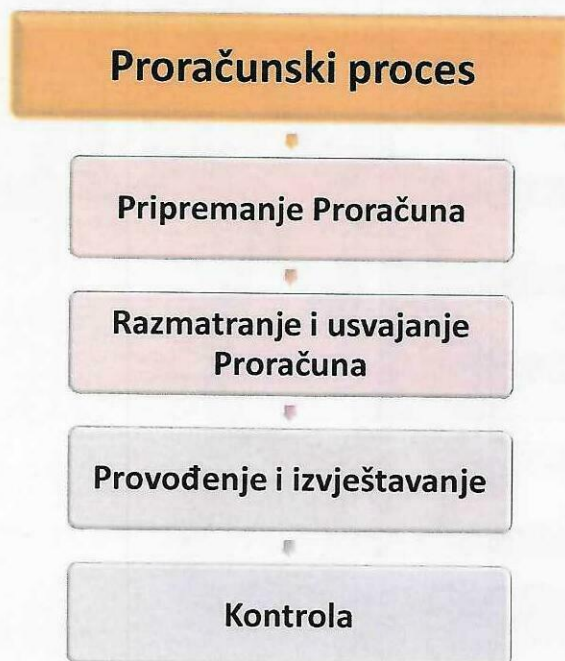 Proračunski proces
Pripremanje Proračuna
Razmatranje i usvajanje
Proračuna
Provođenje i izvještavanje
Kontrola